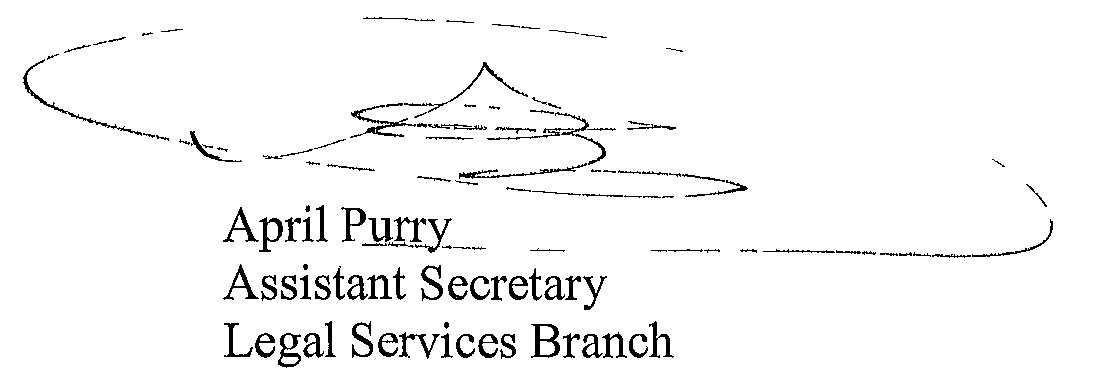 April Purry
Assistant Secretary
Legal Services Branch